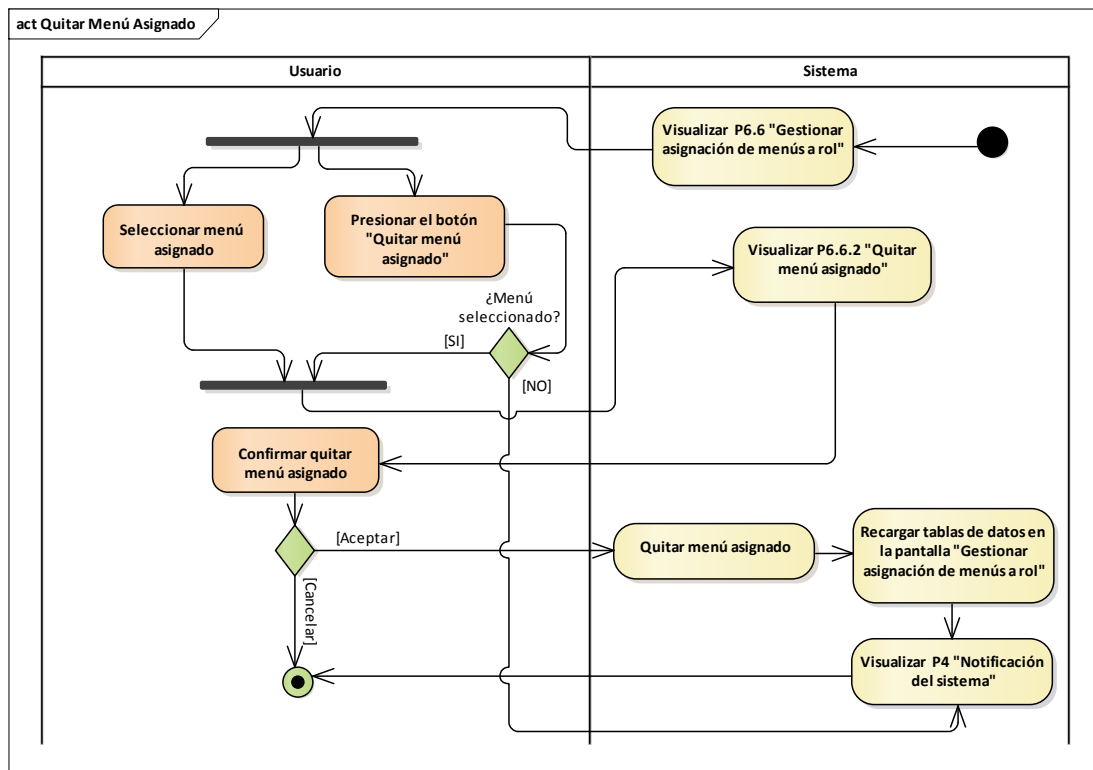 act Quitar Menú Asignado
Usuario
Sistema
Visualizar P6.6 "Gestionar
asignación de menús a rol"
Seleccionar menú
asignado
Presionar el botón
"Quitar menú
asignado"
Visualizar P6.6.2 "Quitar
menú asignado"
¿Menú
seleccionado?
[SI]
[NO]
Confirmar quitar
menú asignado
[Aceptar]
[Cancelar]
Quitar menú asignado
Recargar tablas de datos en
la pantalla "Gestionar
asignación de menús a rol"
Visualizar P4 "Notificación
del sistema"